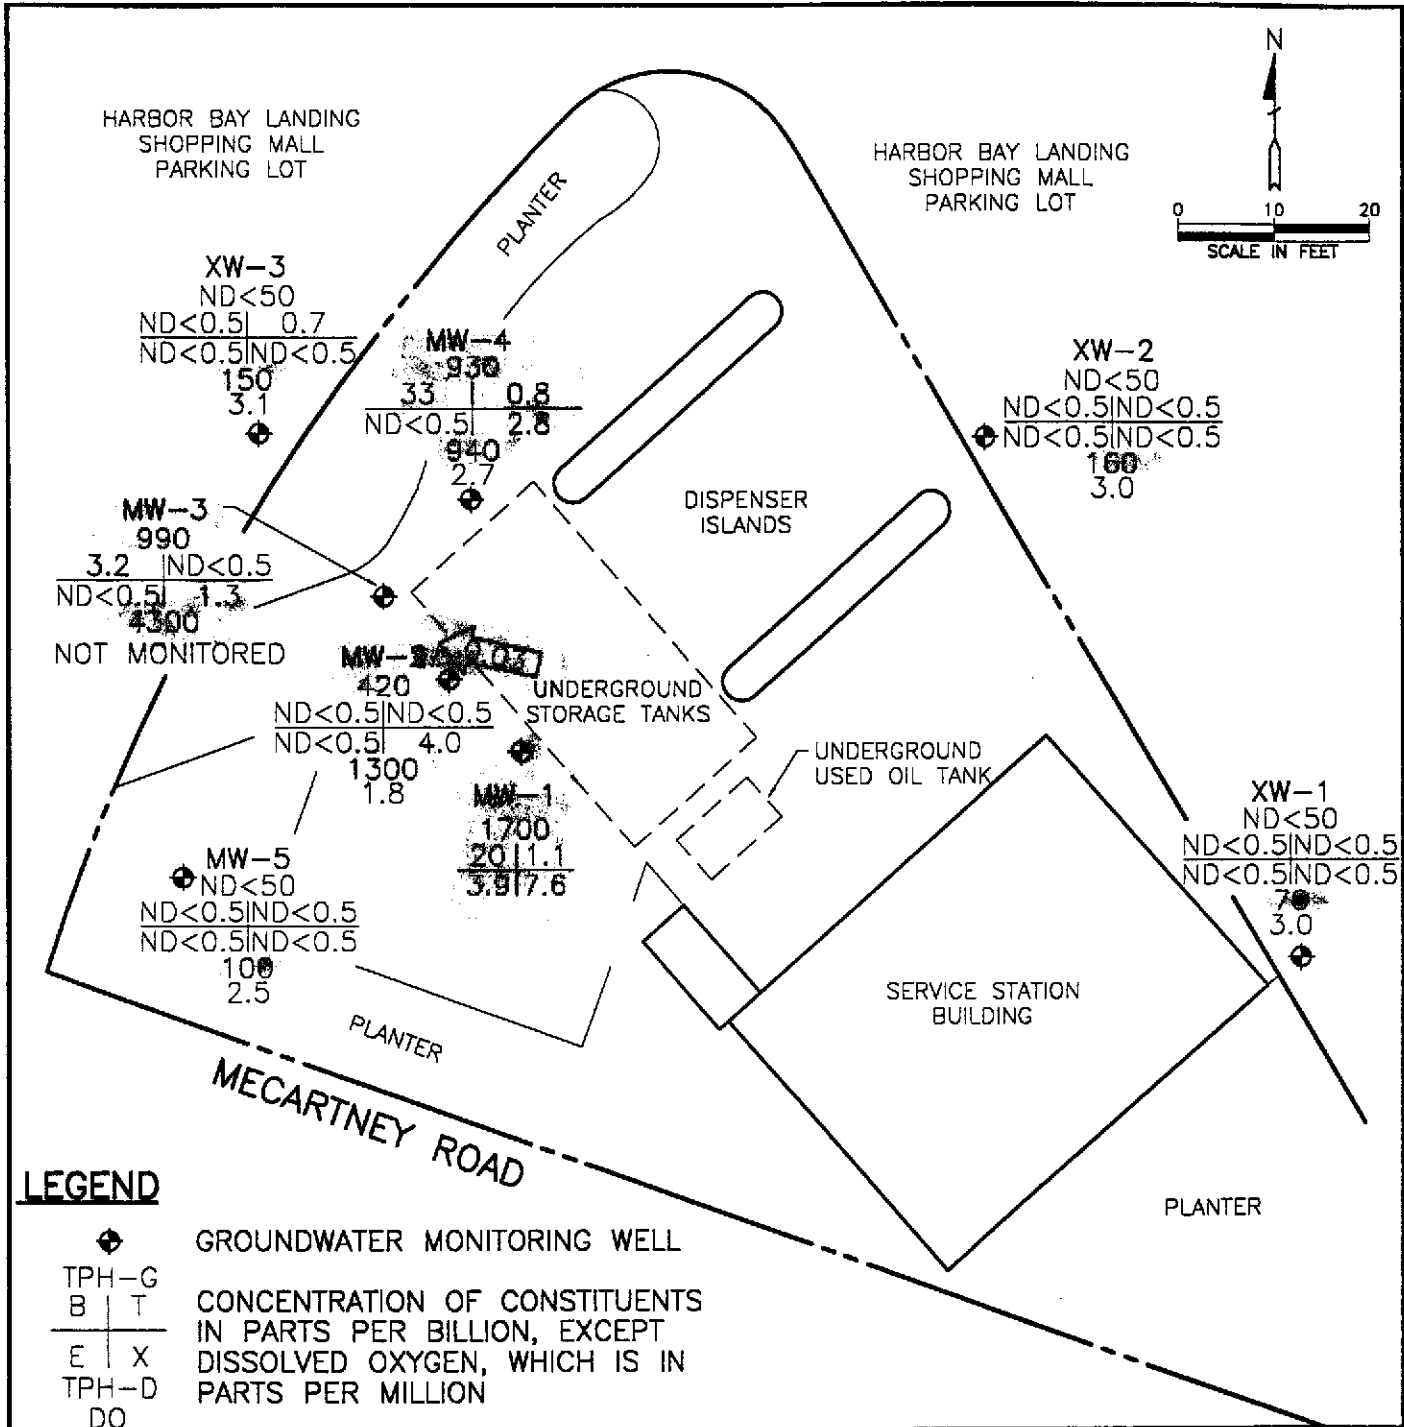 N
HARBOR BAY LANDING
SHOPPING MALL
PARKING LOT
HARBOR BAY LANDING
SHOPPING MALL
PARKING LOT
0 10 20
SCALE IN FEET
PLANTER
XW-3
ND<50
ND<0.5 0.7
ND<0.5 ND<0.5
150
3.1
MW-4
930
33 0.8
ND<0.5 2.8
940
2.7
XW-2
ND<50
ND<0.5 ND<0.5
ND<0.5 ND<0.5
160
3.0
DISPENSER
ISLANDS
MW-3
990
3.2 ND<0.5
ND<0.5 1.3
4300
NOT MONITORED
0.03
420
ND<0.5 ND<0.5
ND<0.5 4.0
1300
1.8
UNDERGROUND
STORAGE TANKS
UNDERGROUND
USED OIL TANK
MW-1
1700
20 1.1
3.9 7.6
XW-1
ND<50
ND<0.5 ND<0.5
ND<0.5 ND<0.5
3.0
MW-5
ND<50
ND<0.5 ND<0.5
ND<0.5 ND<0.5
100
2.5
SERVICE STATION
BUILDING
PLANTER
MECARTNEY ROAD
PLANTER
LEGEND
GROUNDWATER MONITORING WELL
TPH-G
B T
E X
TPH-D
DO
CONCENTRATION OF CONSTITUENTS
IN PARTS PER BILLION, EXCEPT
DISSOLVED OXYGEN, WHICH IS IN
PARTS PER MILLION